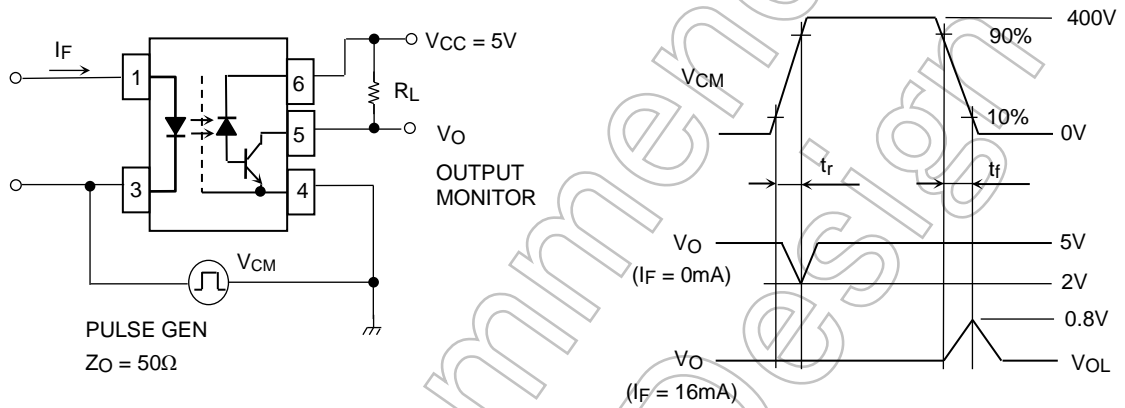 IF
1
3
6
5
4
VCC = 5V
RL
VO
OUTPUT
MONITOR
VCM
PULSE GEN
ZO = 50Ω
VCM
400V
90%
10%
0V
tr
tf
VO
(IF = 0mA)
5V
2V
0.8V
VO
(IF = 16mA)
VOL